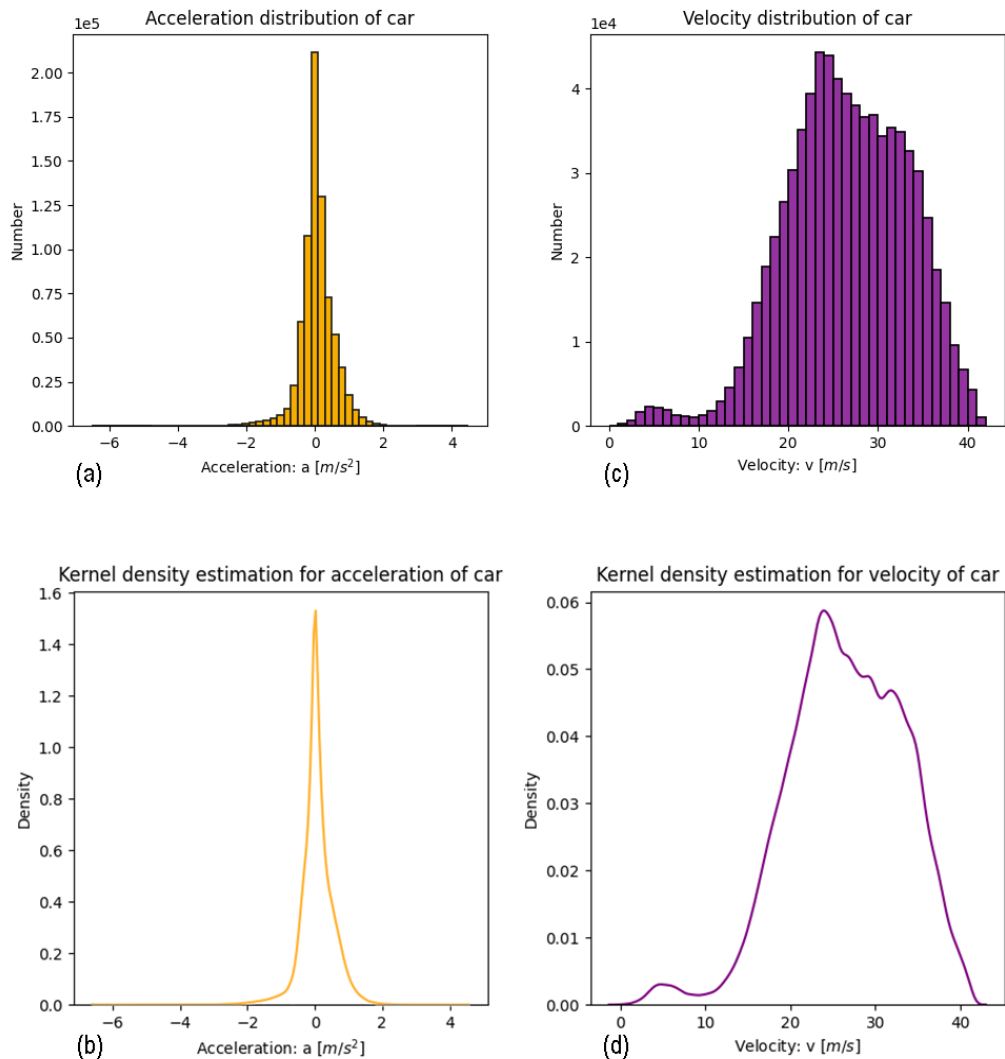 Acceleration distribution of car
1e5
2.00
1.75
1.50
1.25
1.00
0.75
0.50
0.25
0.00
Number
−6 −4 −2 0 2 4
Acceleration: a [m/s²]
(a)
Velocity distribution of car
1e4
4
3
2
1
0
Number
0 10 20 30 40
Velocity: v [m/s]
(c)
Kernel density estimation for acceleration of car
1.6
1.4
1.2
1.0
0.8
0.6
0.4
0.2
0.0
Density
−6 −4 −2 0 2 4
Acceleration: a [m/s²]
(b)
Kernel density estimation for velocity of car
0.06
0.05
0.04
0.03
0.02
0.01
0.00
Density
0 10 20 30 40
Velocity: v [m/s]
(d)